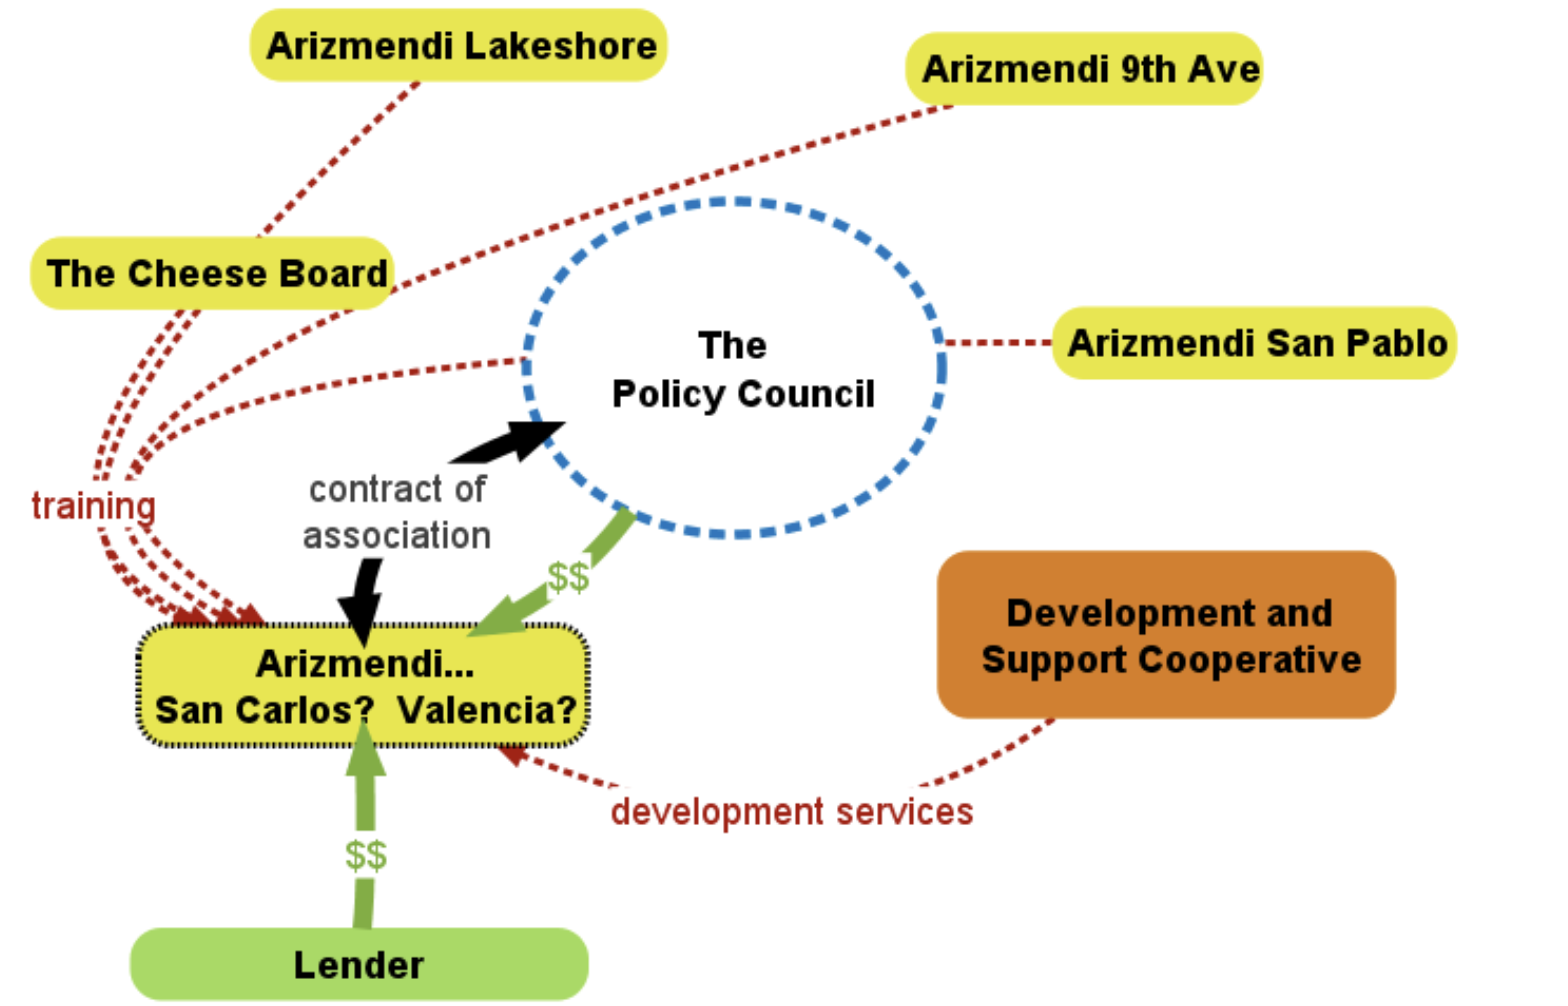 Arizmendi Lakeshore
Arizmendi 9th Ave
The Cheese Board
The
Policy Council
Arizmendi San Pablo
training
contract of
association
$$
Development and
Support Cooperative
Arizmendi...
San Carlos? Valencia?
development services
$$
Lender